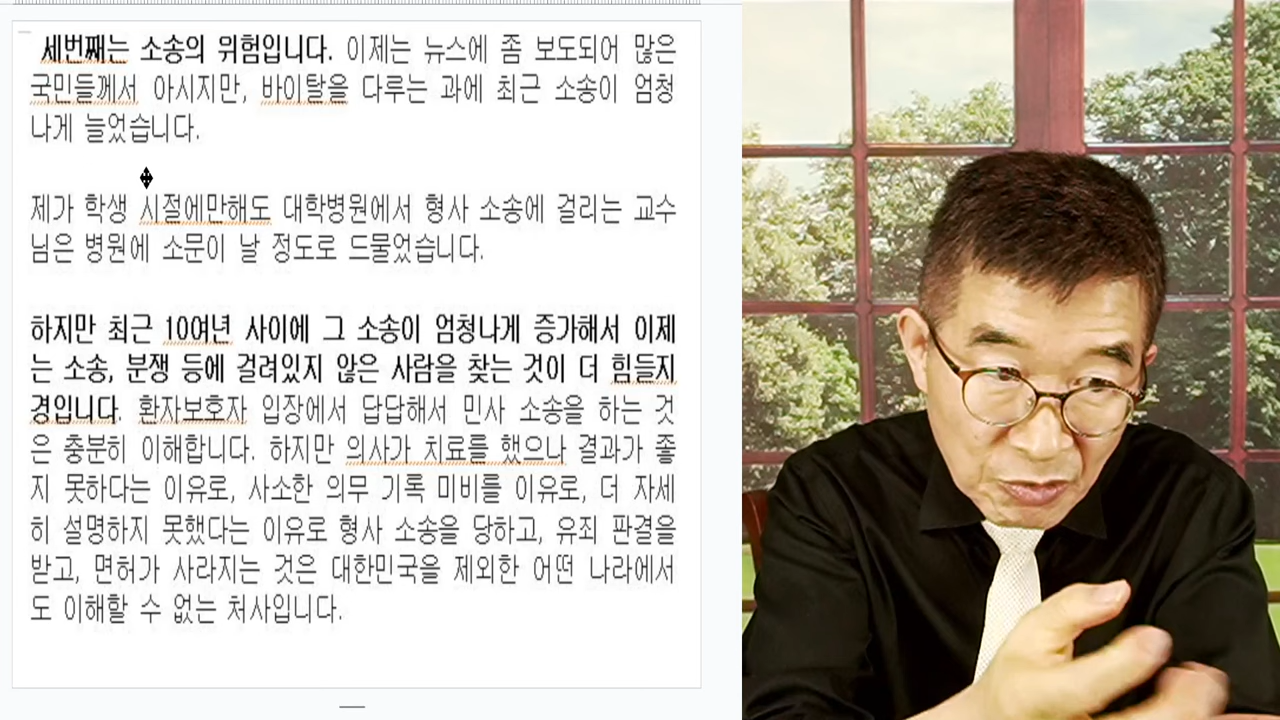 세번째는 소송의 위험입니다. 이제는 뉴스에 좀 보도되어 많은
국민들께서 아시지만, 바이탈을 다루는 과에 최근 소송이 엄청
나게 늘었습니다.
제가 학생 시절에만해도 대학병원에서 형사 소송에 걸리는 교수
님은 병원에 소문이 날 정도로 드물었습니다.
하지만 최근 10여년 사이에 그 소송이 엄청나게 증가해서 이제
는 소송, 분쟁 등에 걸려있지 않은 사람을 찾는 것이 더 힘들지
경입니다. 환자보호자 입장에서 답답해서 민사 소송을 하는 것
은 충분히 이해합니다. 하지만 의사가 치료를 했으나 결과가 좋
지 못하다는 이유로, 사소한 의무 기록 미비를 이유로, 더 자세
히 설명하지 못했다는 이유로 형사 소송을 당하고, 유죄 판결을
받고, 면허가 사라지는 것은 대한민국을 제외한 어떤 나라에서
도 이해할 수 없는 처사입니다.